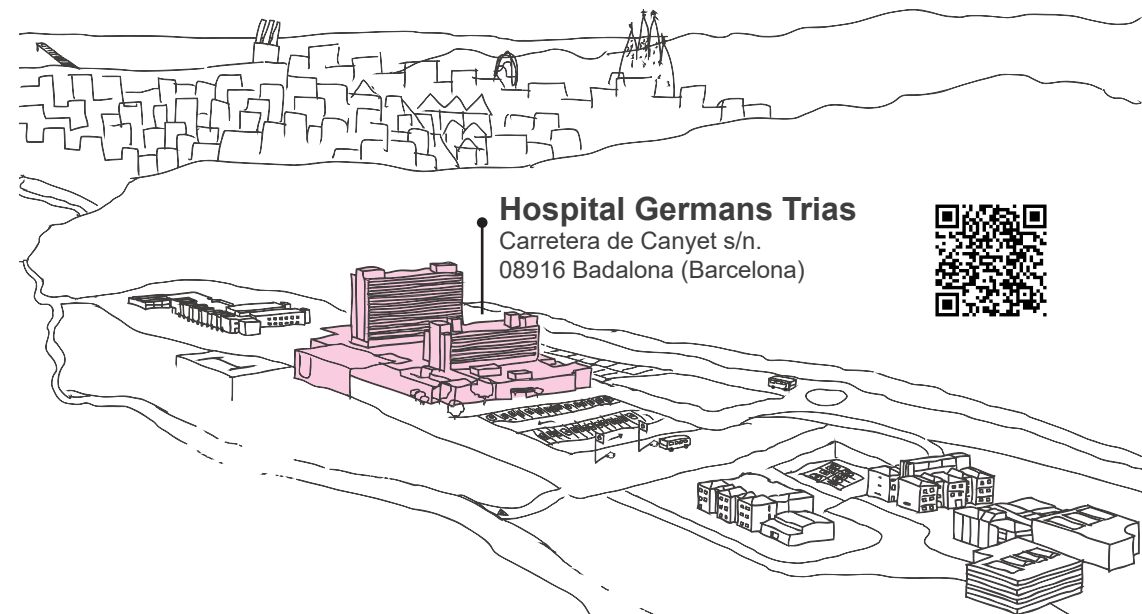 Hospital Germans Trias
Carretera de Canyet s/n.
08916 Badalona (Barcelona)